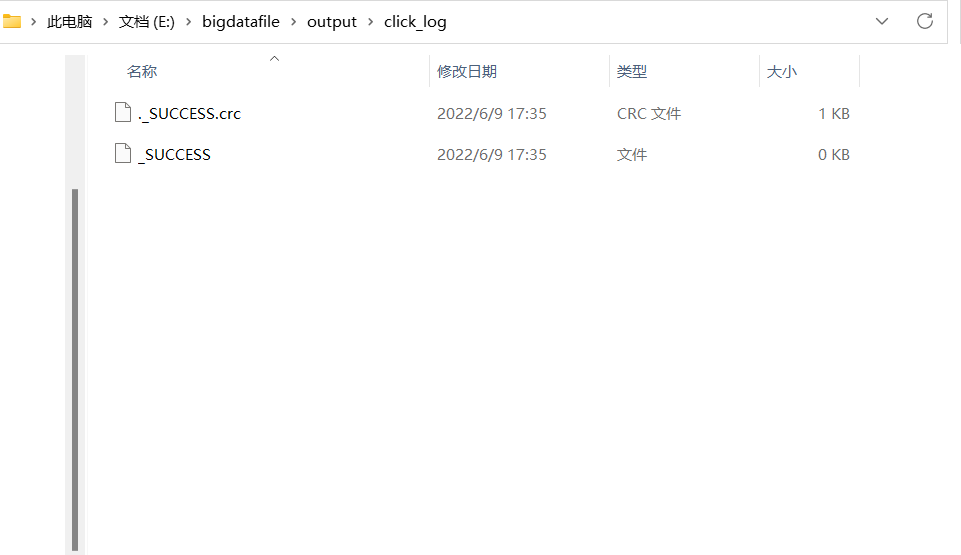 此电脑 文档 (E:) bigdatafile output click_log
名称 修改日期 类型 大小
._SUCCESS.crc 2022/6/9 17:35 CRC 文件 1 KB
_SUCCESS 2022/6/9 17:35 文件 0 KB